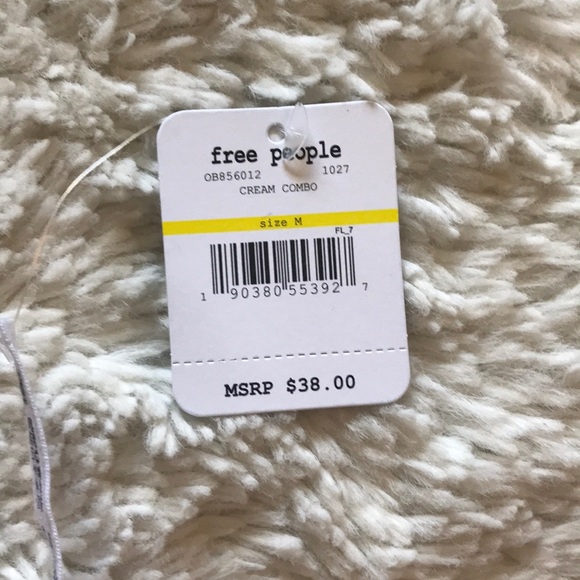 free people
OB856012 1027
CREAM COMBO
size M
FL_7
1 90380 55392 7
MSRP $38.00